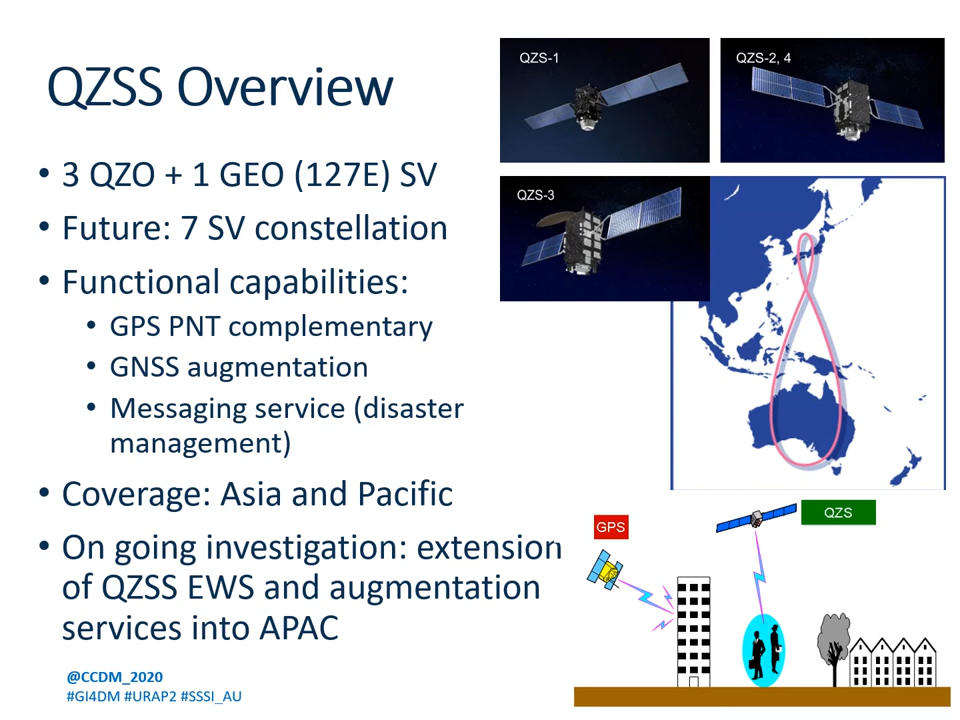 QZSS Overview
• 3 QZO + 1 GEO (127E) SV
• Future: 7 SV constellation
• Functional capabilities:
• GPS PNT complementary
• GNSS augmentation
• Messaging service (disaster
management)
• Coverage: Asia and Pacific
• On going investigation: extension
of QZSS EWS and augmentation
services into APAC
@CCDM_2020
#GI4DM #URAP2 #SSSI_AU
QZS-1
QZS-2, 4
QZS-3
GPS
QZS